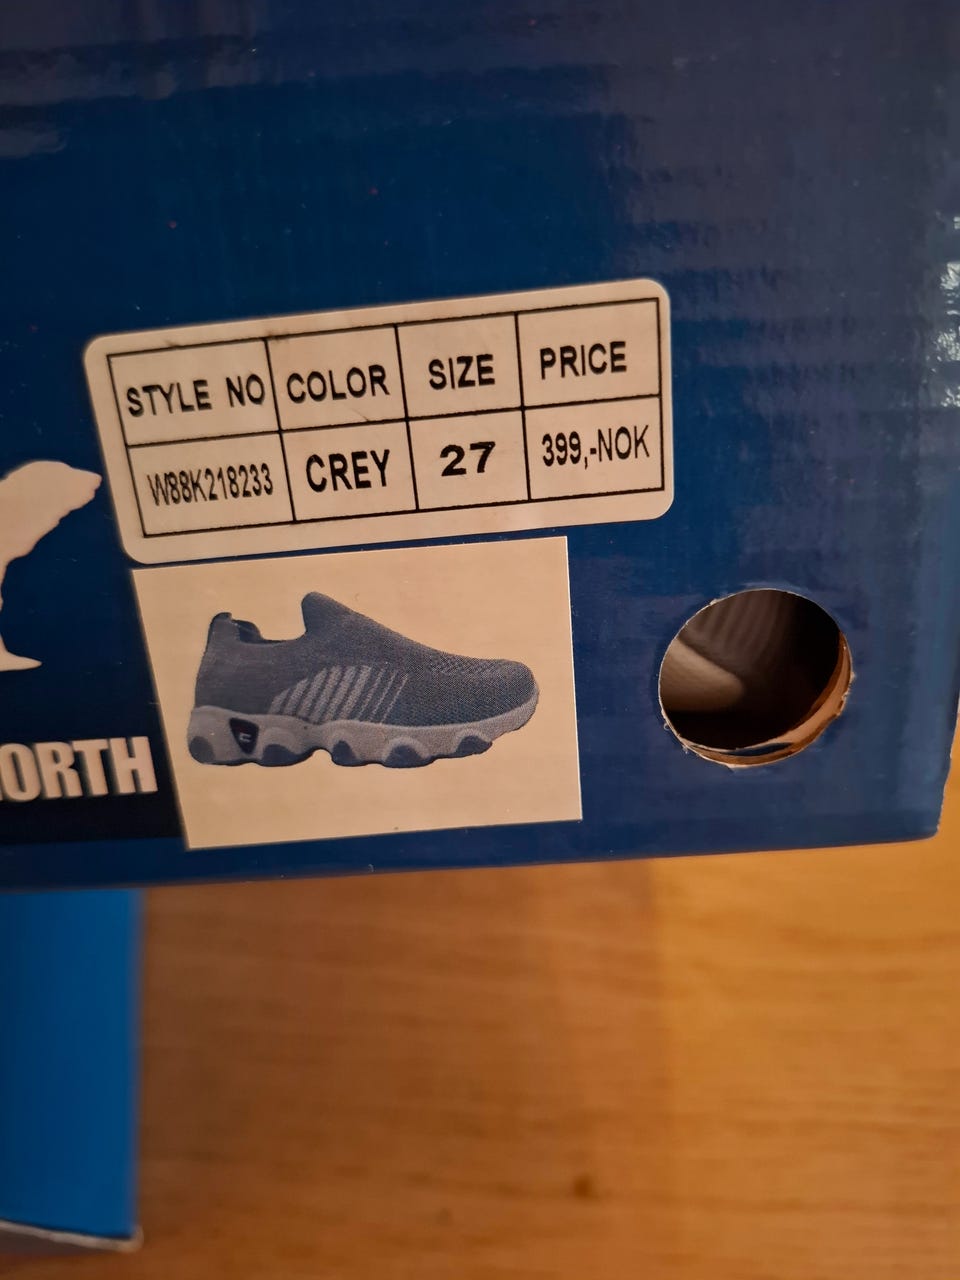 STYLE NO COLOR SIZE PRICE
W88K218233 CREY 27 399,-NOK
ORTH